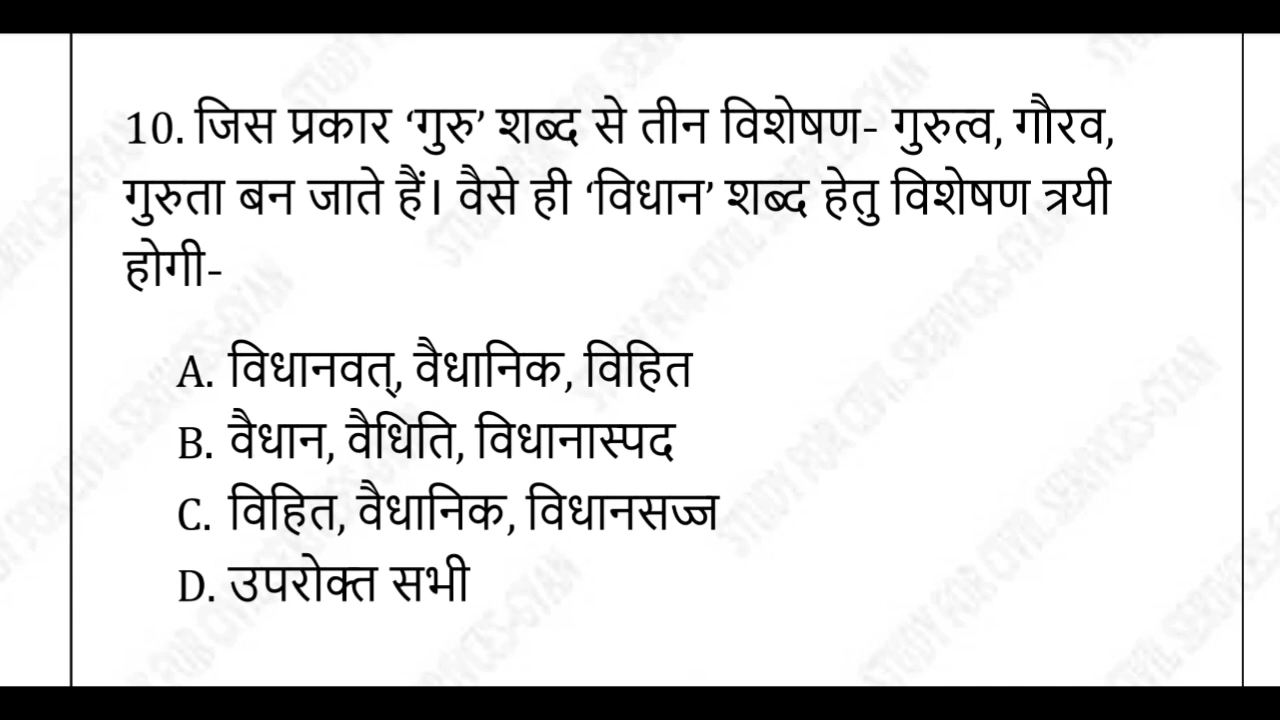 10. जिस प्रकार ‘गुरु’ शब्द से तीन विशेषण- गुरुत्व, गौरव,
गुरुता बन जाते हैं। वैसे ही ‘विधान’ शब्द हेतु विशेषण त्रयी
होगी-
A. विधानवत्, वैधानिक, विहित
B. वैधान, वैधिति, विधानास्पद
C. विहित, वैधानिक, विधानसज्ज
D. उपरोक्त सभी